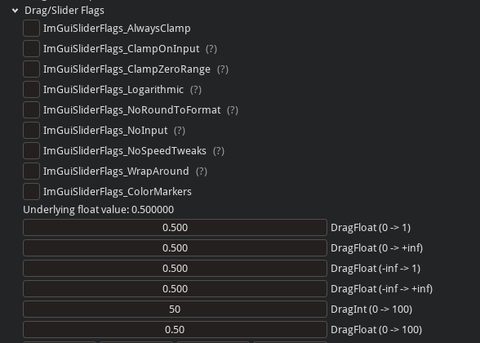 Drag/Slider Flags
ImGuiSliderFlags_AlwaysClamp
ImGuiSliderFlags_ClampOnInput (?)
ImGuiSliderFlags_ClampZeroRange (?)
ImGuiSliderFlags_Logarithmic (?)
ImGuiSliderFlags_NoRoundToFormat (?)
ImGuiSliderFlags_NoInput (?)
ImGuiSliderFlags_NoSpeedTweaks (?)
ImGuiSliderFlags_WrapAround (?)
ImGuiSliderFlags_ColorMarkers
Underlying float value: 0.500000
0.500 DragFloat (0 -> 1)
0.500 DragFloat (0 -> +inf)
0.500 DragFloat (-inf -> 1)
0.500 DragFloat (-inf -> +inf)
50 DragInt (0 -> 100)
0.50 DragFloat (0 -> 100)